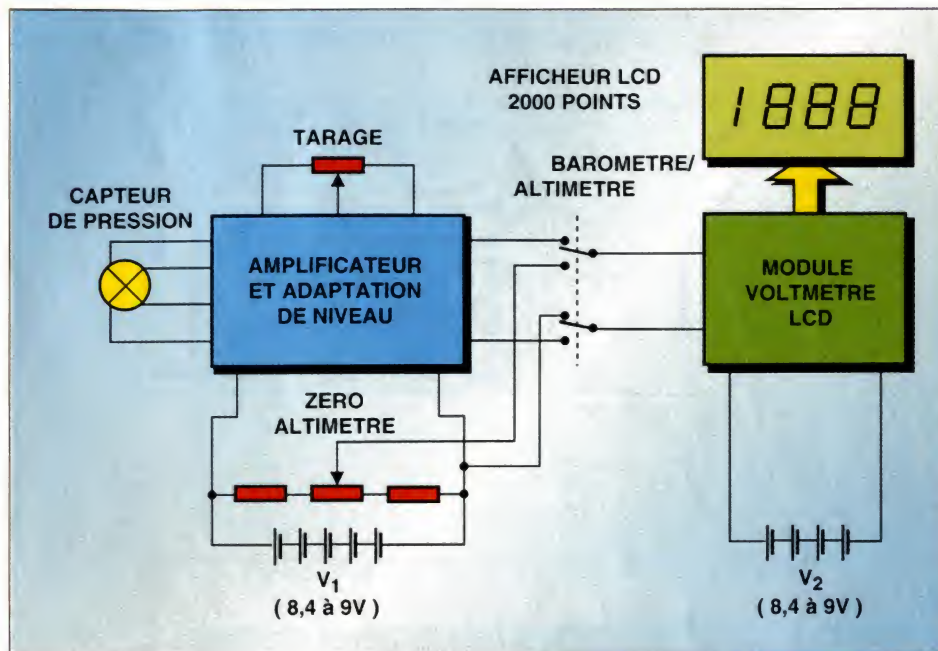 AFFICHEUR LCD
2000 POINTS
1888
TARAGE
BAROMETRE/
ALTIMETRE
CAPTEUR
DE PRESSION
AMPLIFICATEUR
ET ADAPTATION
DE NIVEAU
MODULE
VOLTMETRE
LCD
ZERO
ALTIMETRE
V1
( 8,4 à 9V )
V2
( 8,4 à 9V )